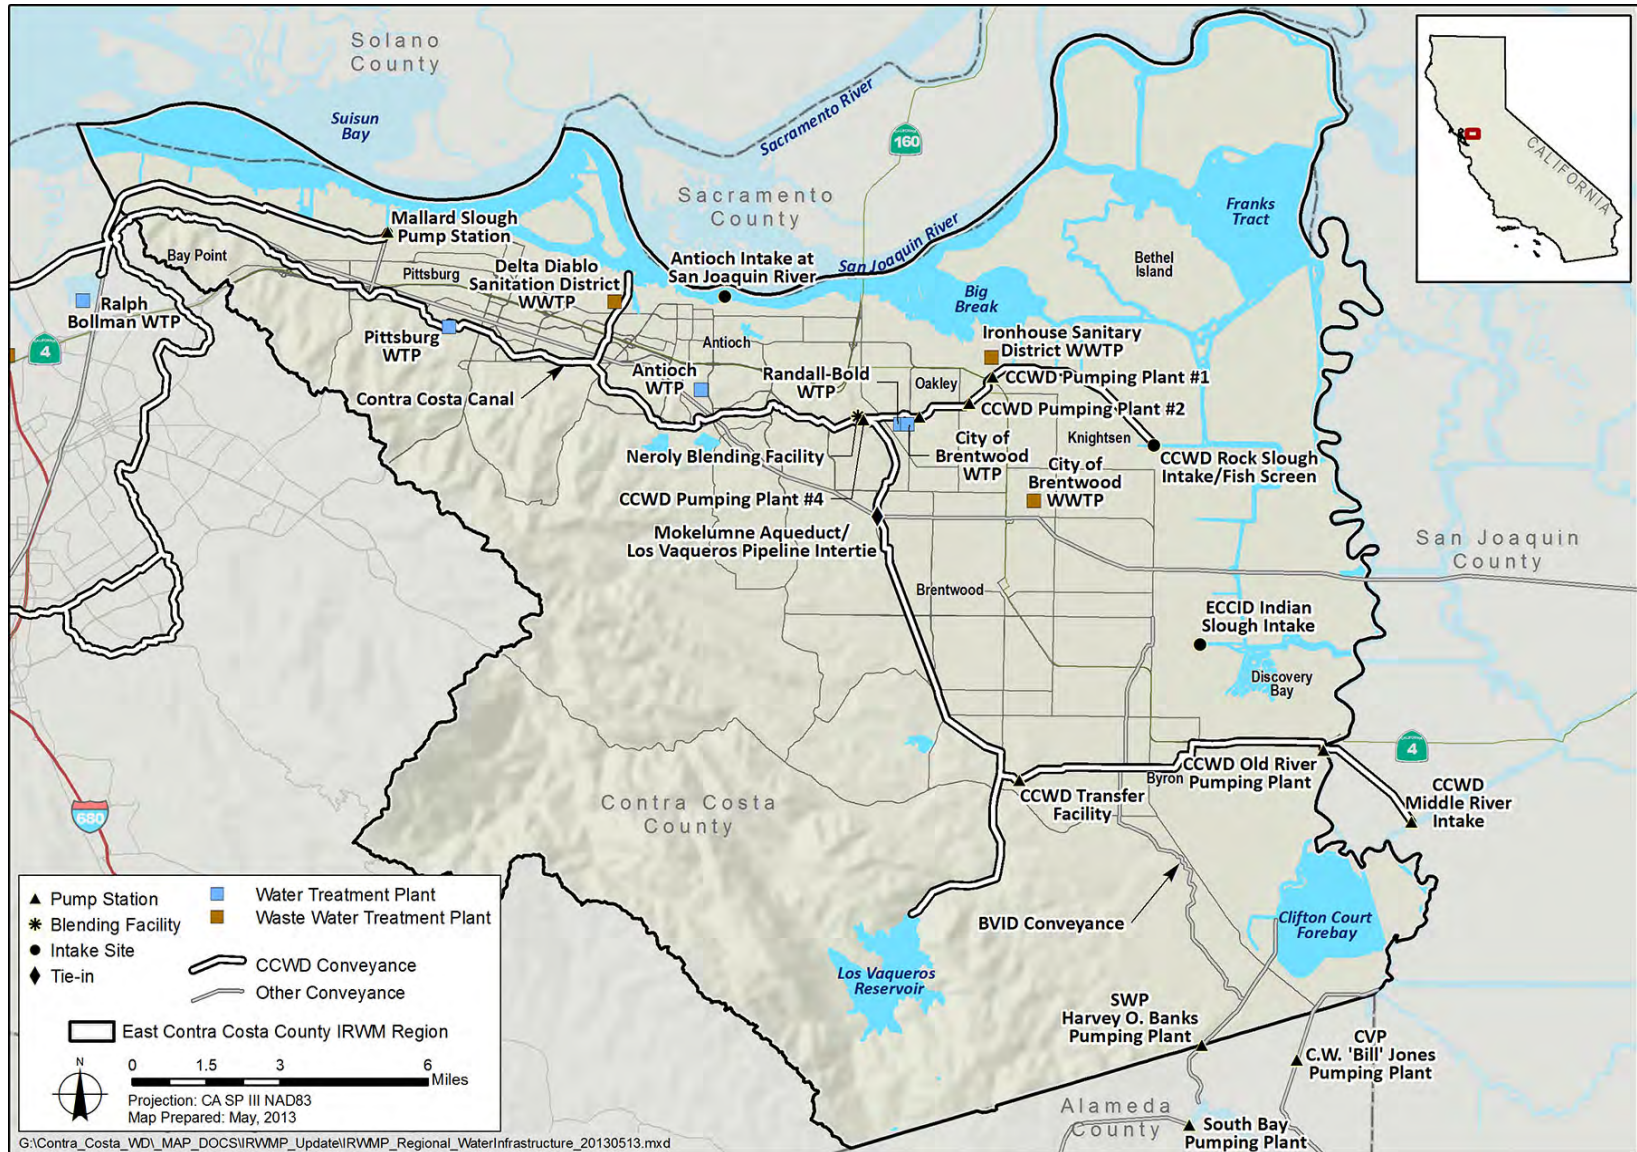 Solano
County
Suisun
Bay
Sacramento River
160
Sacramento
County
CALIFORNIA
Franks
Tract
Mallard Slough
Pump Station
Bay Point
Pittsburg
Delta Diablo
Sanitation District
WWTP
Antioch Intake at
San Joaquin River
San Joaquin River
Bethel
Island
Big
Break
Ralph
Bollman WTP
4
Pittsburg
WTP
Antioch
Ironhouse Sanitary
District WWTP
Antioch
WTP
Randall-Bold
WTP
Oakley
CCWD Pumping Plant #1
Contra Costa Canal
CCWD Pumping Plant #2
Knightsen
Neroly Blending Facility
City of
Brentwood
WTP
CCWD Rock Slough
Intake/Fish Screen
City of
Brentwood
WWTP
CCWD Pumping Plant #4
Mokelumne Aqueduct/
Los Vaqueros Pipeline Intertie
San Joaquin
County
Brentwood
ECCID Indian
Slough Intake
Discovery
Bay
4
CCWD Old River
Pumping Plant
Byron
CCWD
Middle River
Intake
CCWD Transfer
Facility
Contra Costa
County
680
BVID Conveyance
Clifton Court
Forebay
Los Vaqueros
Reservoir
SWP
Harvey O. Banks
Pumping Plant
CVP
C.W. 'Bill' Jones
Pumping Plant
Alameda
County
South Bay
Pumping Plant
Pump Station
Blending Facility
Intake Site
Tie-in
Water Treatment Plant
Waste Water Treatment Plant
CCWD Conveyance
Other Conveyance
East Contra Costa County IRWM Region
N
0 1.5 3 6
Miles
Projection: CA SP III NAD83
Map Prepared: May, 2013
G:\Contra_Costa_WD\_MAP_DOCS\IRWMP_Update\IRWMP_Regional_WaterInfrastructure_20130513.mxd